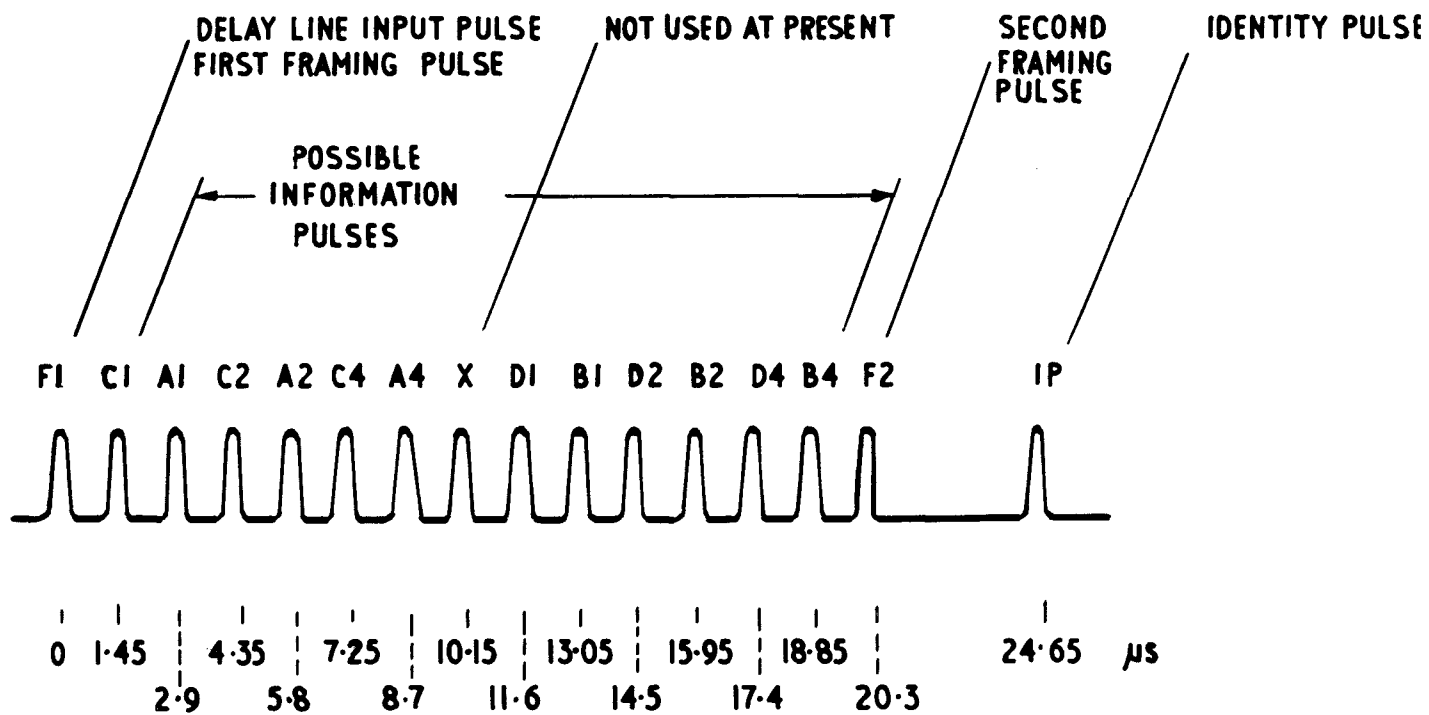 DELAY LINE INPUT PULSE
FIRST FRAMING PULSE
NOT USED AT PRESENT
SECOND
FRAMING
PULSE
IDENTITY PULSE
POSSIBLE
INFORMATION
PULSES
F1 C1 A1 C2 A2 C4 A4 X D1 B1 D2 B2 D4 B4 F2 IP
0 1·45 4·35 7·25 10·15 13·05 15·95 18·85 24·65 µs
2·9 5·8 8·7 11·6 14·5 17·4 20·3